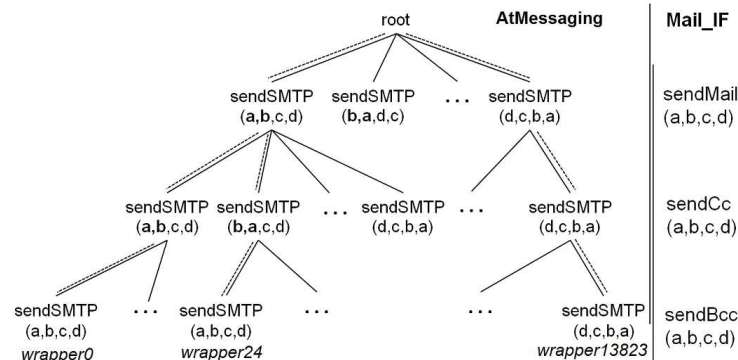 root AtMessaging Mail_IF
sendSMTP sendSMTP ... sendSMTP sendMail
(a,b,c,d) (b,a,d,c) (d,c,b,a) (a,b,c,d)
sendSMTP sendSMTP ... sendSMTP ... sendSMTP sendCc
(a,b,c,d) (b,a,c,d) (d,c,b,a) (d,c,b,a) (a,b,c,d)
sendSMTP ... sendSMTP ... ... sendSMTP sendBcc
(a,b,c,d) (a,b,c,d) (d,c,b,a) (a,b,c,d)
wrapper0 wrapper24 wrapper13823